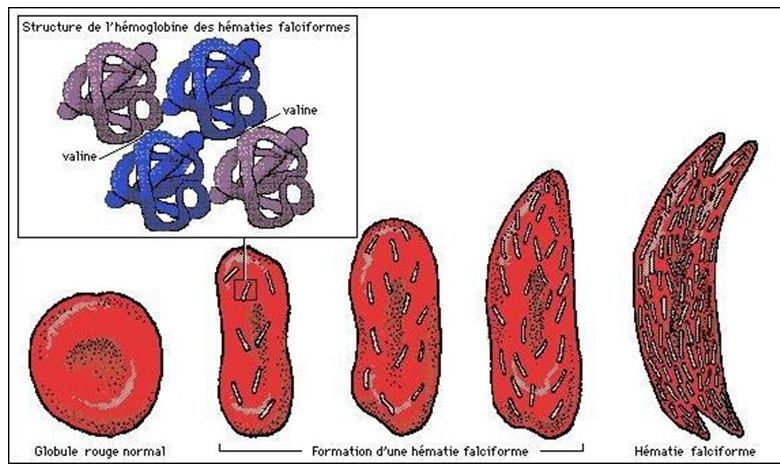 Structure de l'hémoglobine des hématies falciformes
valine
valine
Globule rouge normal
Formation d'une hématie falciforme
Hématie falciforme